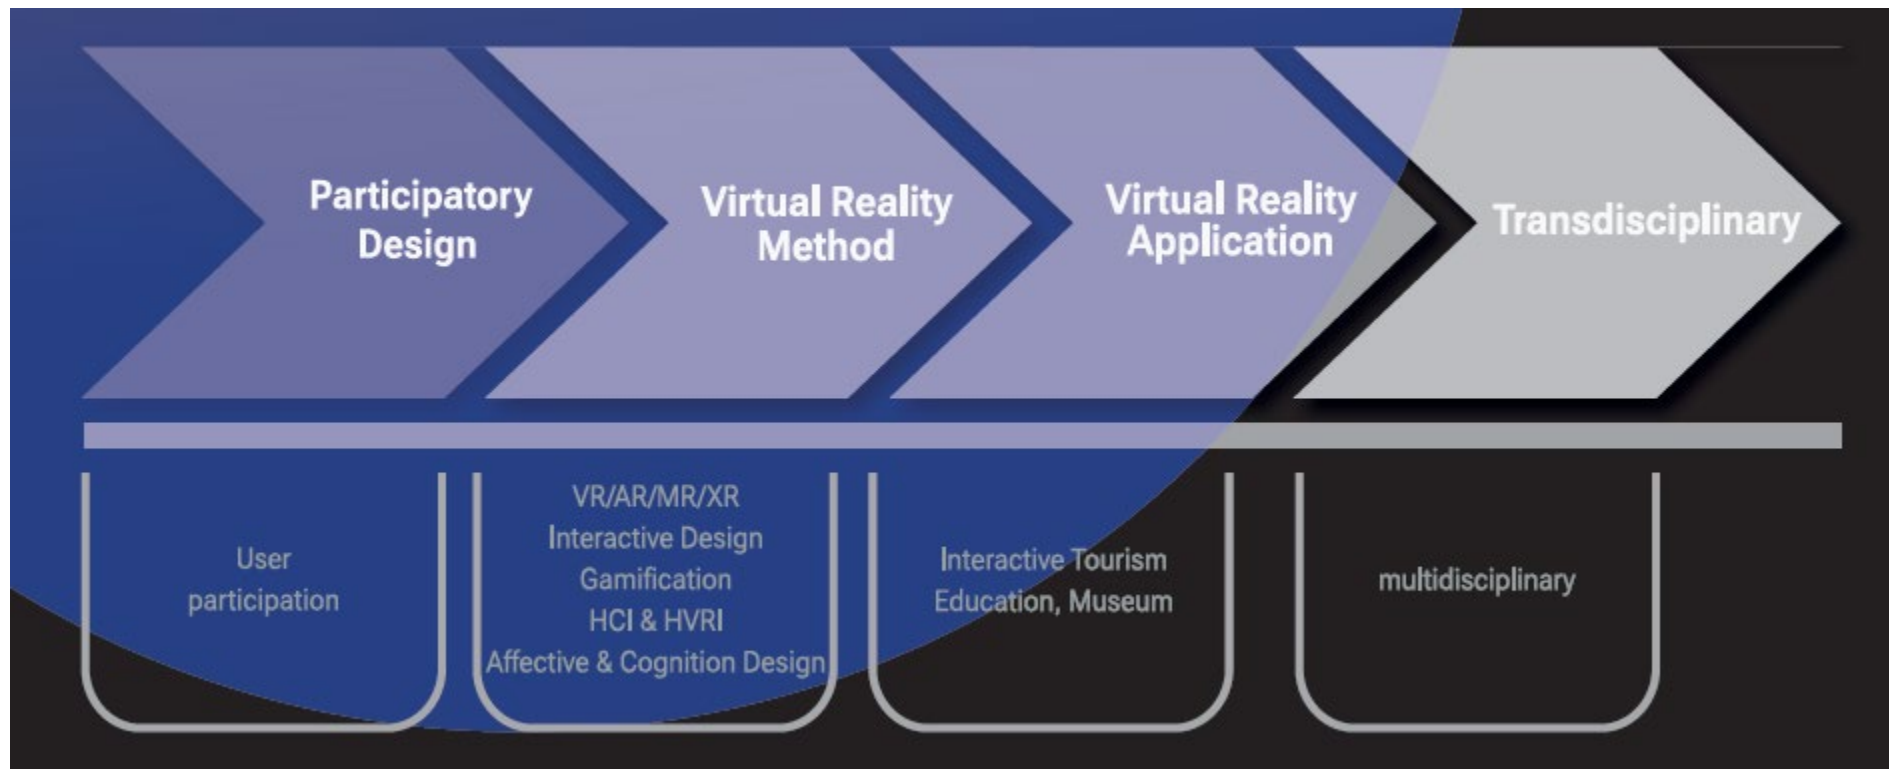 Participatory
Design
Virtual Reality
Method
Virtual Reality
Application
Transdisciplinary
User
participation
VR/AR/MR/XR
Interactive Design
Gamification
HCI & HVRI
Affective & Cognition Design
Interactive Tourism
Education, Museum
multidisciplinary